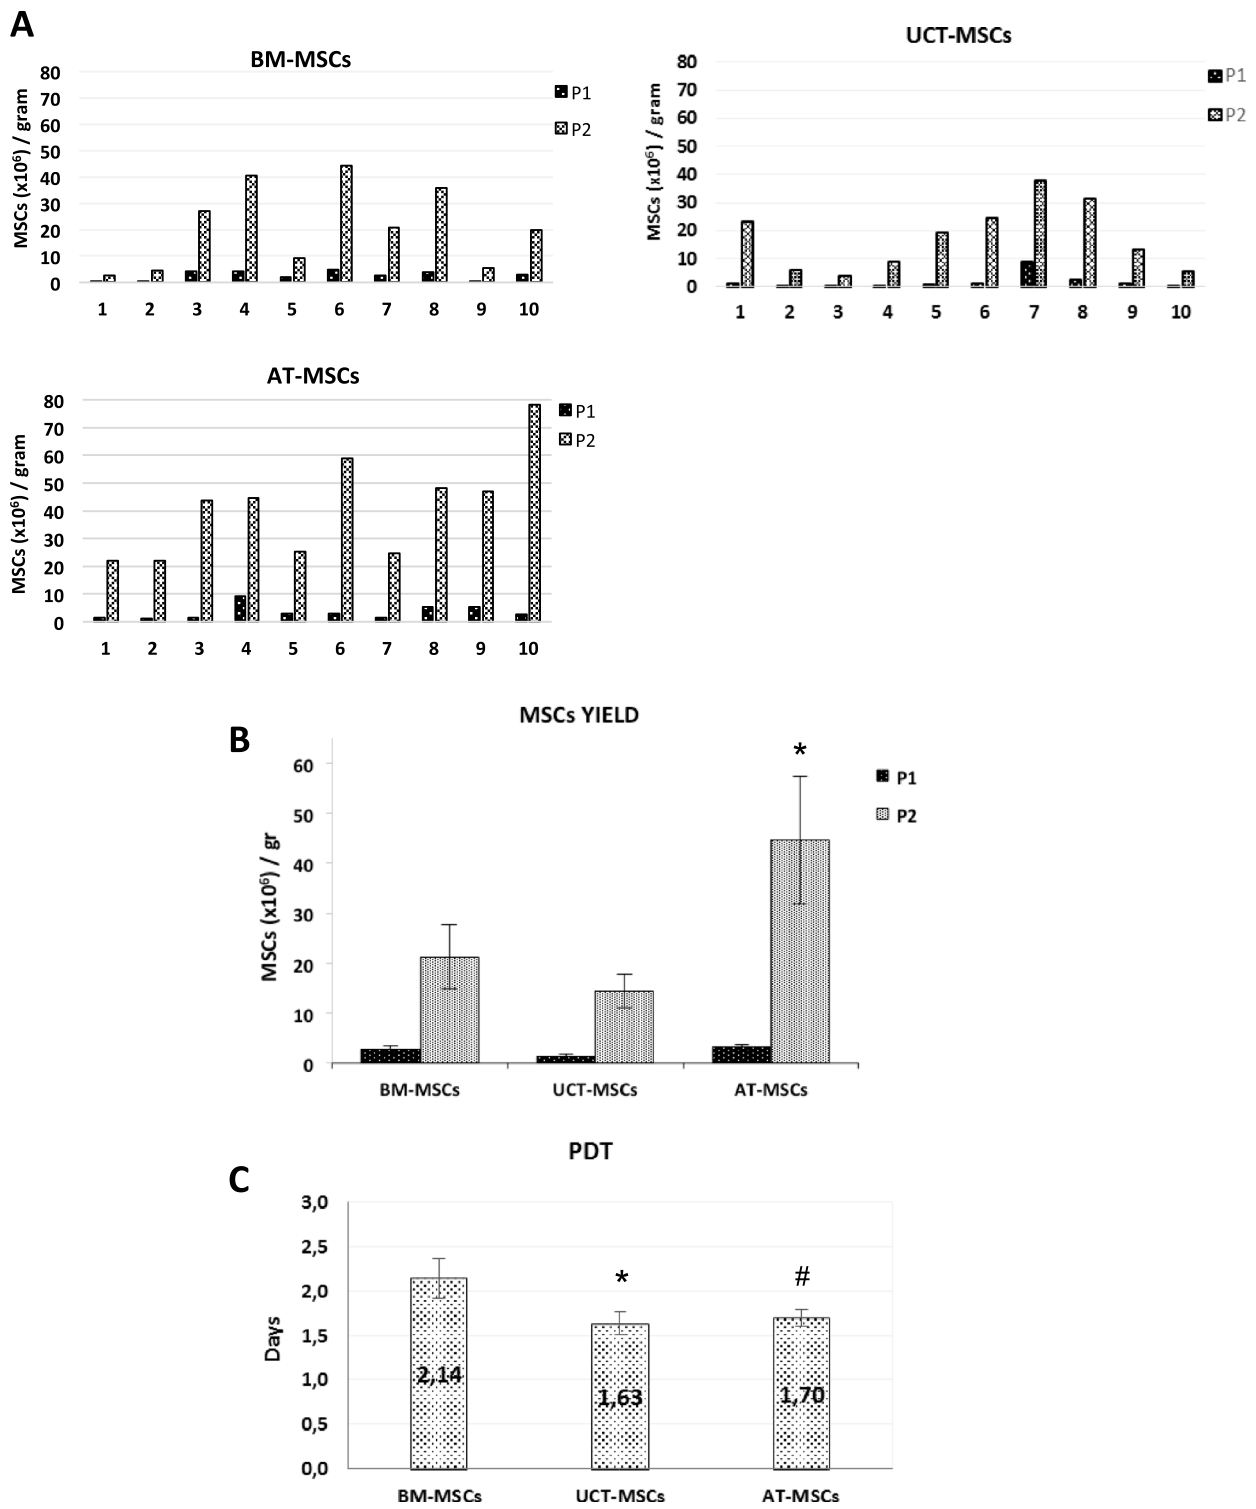 A
BM-MSCs
MSCs (x10⁶) / gram
80
70
60
50
40
30
20
10
0
1 2 3 4 5 6 7 8 9 10
P1
P2
UCT-MSCs
MSCs (x10⁶) / gram
80
70
60
50
40
30
20
10
0
1 2 3 4 5 6 7 8 9 10
P1
P2
AT-MSCs
MSCs (x10⁶) / gram
80
70
60
50
40
30
20
10
0
1 2 3 4 5 6 7 8 9 10
P1
P2
B
MSCs YIELD
MSCs (x10⁶) / gr
60
50
40
30
20
10
0
*
BM-MSCs UCT-MSCs AT-MSCs
P1
P2
C
PDT
Days
3,0
2,5
2,0
1,5
1,0
0,5
0,0
* #
2,14 1,63 1,70
BM-MSCs UCT-MSCs AT-MSCs